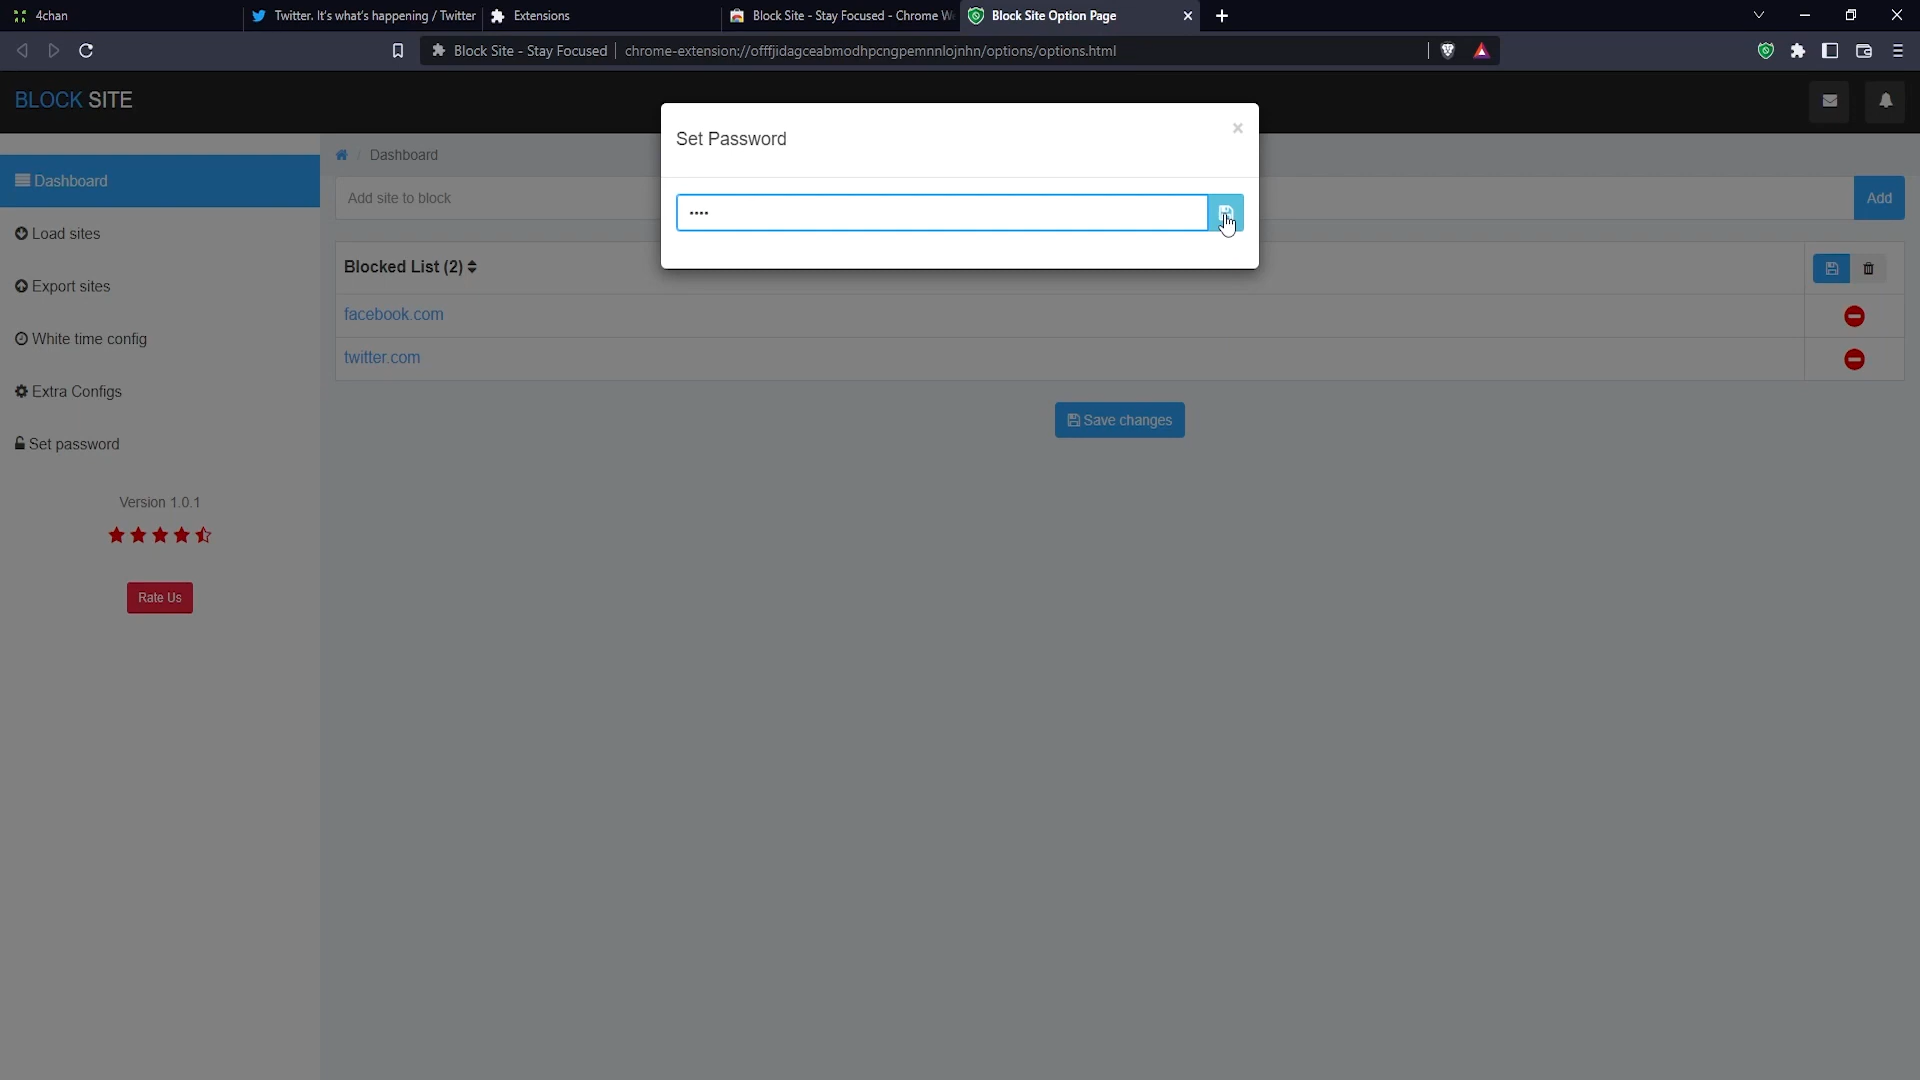 4chan
Twitter. It's what's happening / Twitter
Extensions
Block Site - Stay Focused - Chrome W
Block Site Option Page
Block Site - Stay Focused
chrome-extension://offfjidagceabmodhpcngpemnnlojnhn/options/options.html
BLOCK SITE
Set Password
Dashboard
Dashboard
Add site to block
Add
••••
Load sites
Blocked List (2)
Export sites
facebook.com
White time config
twitter.com
Extra Configs
Save changes
Set password
Version 1.0.1
Rate Us